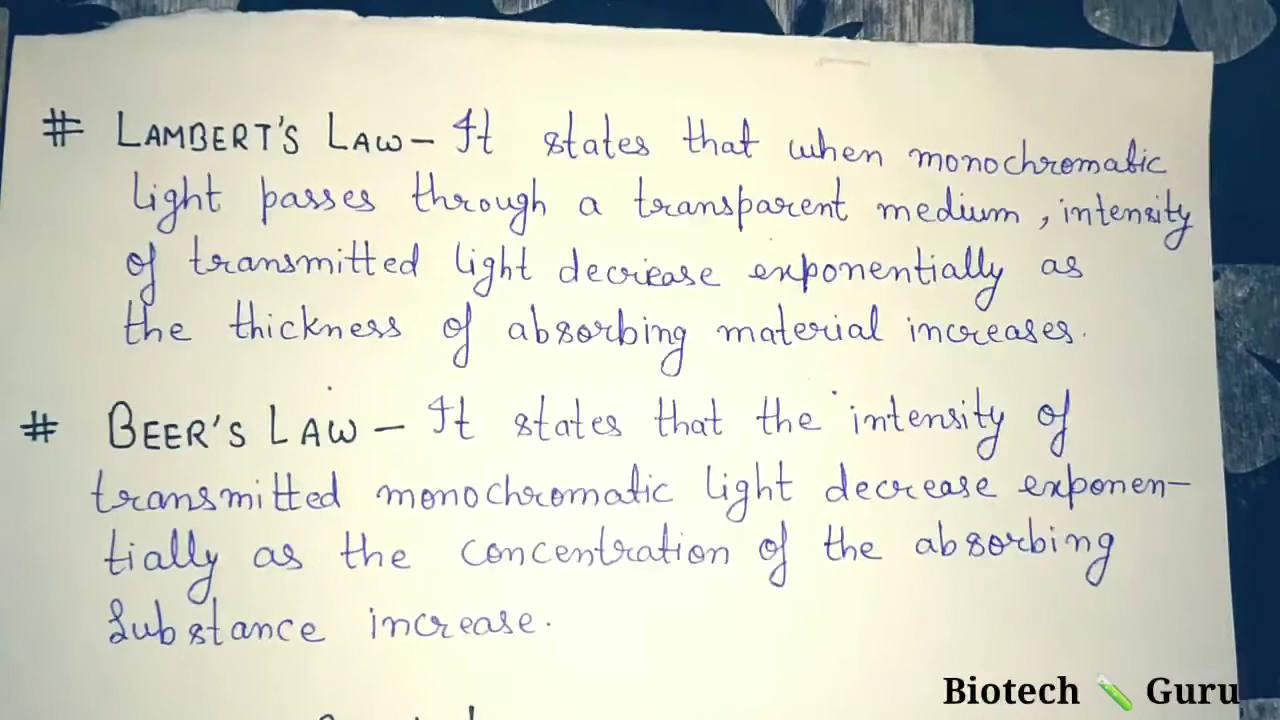 # LAMBERT'S LAW - It states that when monochromatic
light passes through a transparent medium, intensity
of transmitted light decrease exponentially as
the thickness of absorbing material increases.
# BEER'S LAW - It states that the intensity of
transmitted monochromatic light decrease exponen-
tially as the concentration of the absorbing
Substance increase.
Biotech Guru